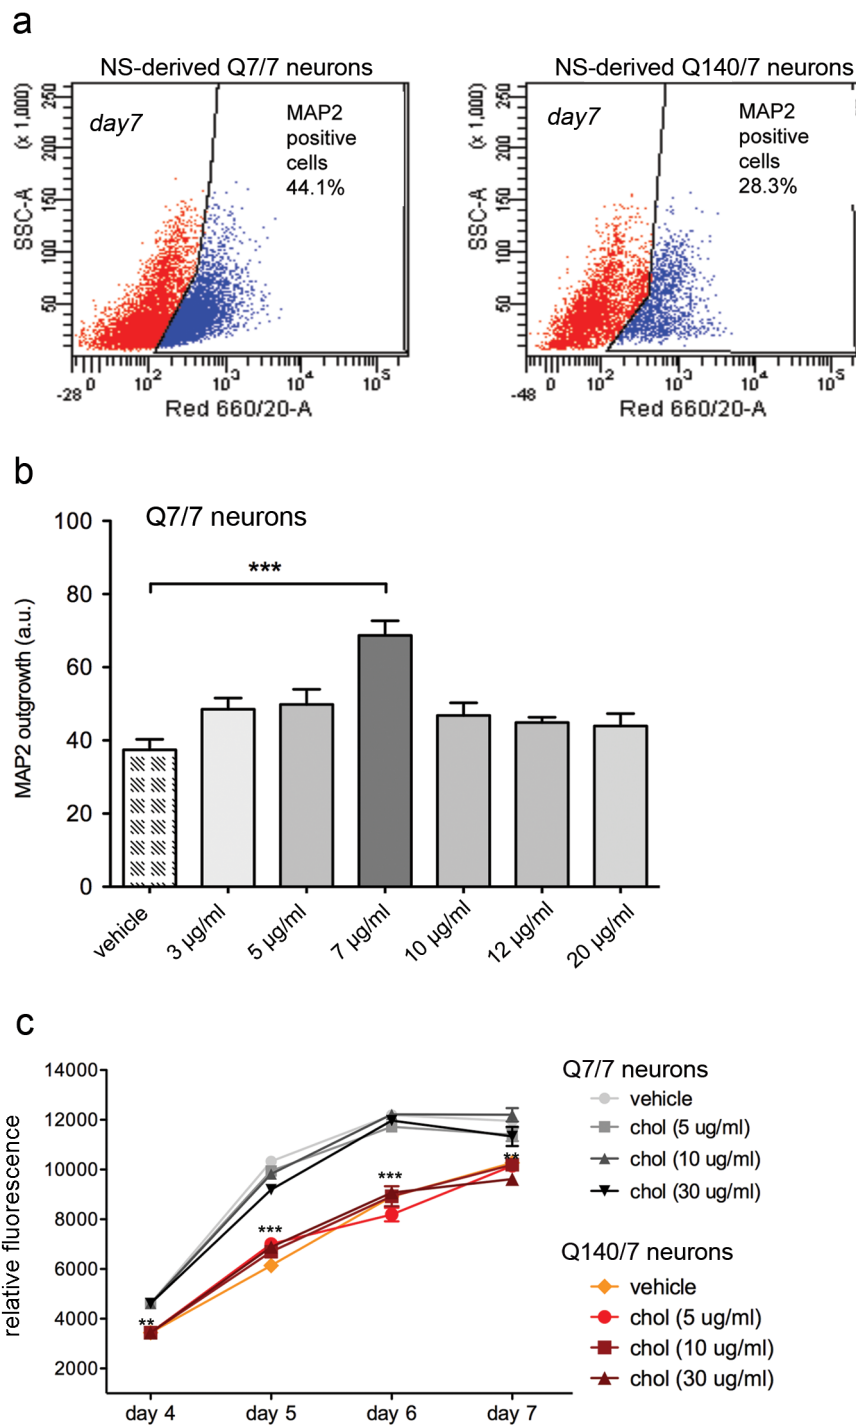 a
NS-derived Q7/7 neurons
day7
MAP2
positive
cells
44.1%
SSC-A
(x 1,000)
250
200
150
100
50
-28
0 10² 10³ 10⁴ 10⁵
Red 660/20-A
NS-derived Q140/7 neurons
day7
MAP2
positive
cells
28.3%
SSC-A
(x 1,000)
250
200
150
100
50
-48
0 10² 10³ 10⁴ 10⁵
Red 660/20-A
b
Q7/7 neurons
***
MAP2 outgrowth (a.u.)
100
80
60
40
20
0
vehicle
3 µg/ml
5 µg/ml
7 µg/ml
10 µg/ml
12 µg/ml
20 µg/ml
c
relative fluorescence
14000
12000
10000
8000
6000
4000
2000
**
***
***
**
day 4 day 5 day 6 day 7
Q7/7 neurons
vehicle
chol (5 ug/ml)
chol (10 ug/ml)
chol (30 ug/ml)
Q140/7 neurons
vehicle
chol (5 ug/ml)
chol (10 ug/ml)
chol (30 ug/ml)